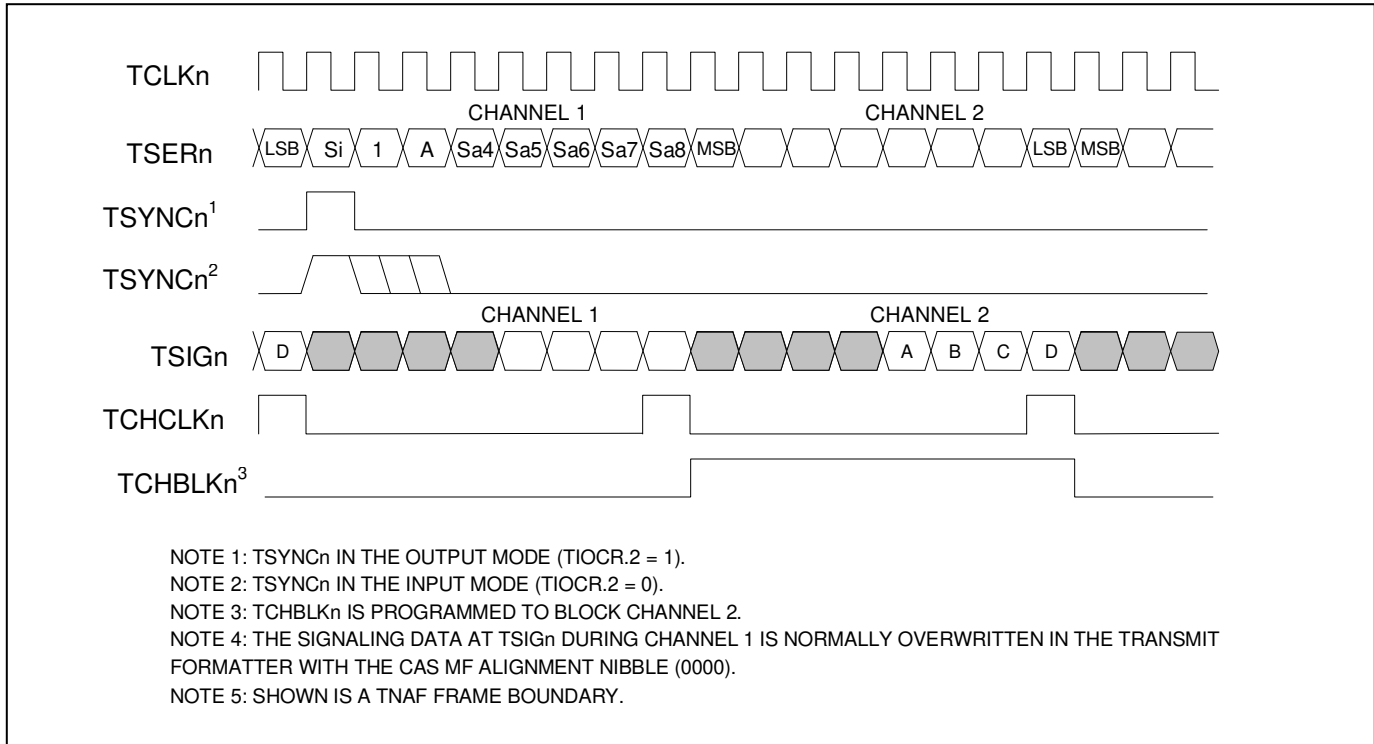 TCLKn
CHANNEL 1 CHANNEL 2
TSERn LSB Si 1 A Sa4 Sa5 Sa6 Sa7 Sa8 MSB LSB MSB
TSYNCn1
TSYNCn2
CHANNEL 1 CHANNEL 2
TSIGn D A B C D
TCHCLKn
TCHBLKn3
NOTE 1: TSYNCn IN THE OUTPUT MODE (TIOCR.2 = 1).
NOTE 2: TSYNCn IN THE INPUT MODE (TIOCR.2 = 0).
NOTE 3: TCHBLKn IS PROGRAMMED TO BLOCK CHANNEL 2.
NOTE 4: THE SIGNALING DATA AT TSIGn DURING CHANNEL 1 IS NORMALLY OVERWRITTEN IN THE TRANSMIT
FORMATTER WITH THE CAS MF ALIGNMENT NIBBLE (0000).
NOTE 5: SHOWN IS A TNAF FRAME BOUNDARY.